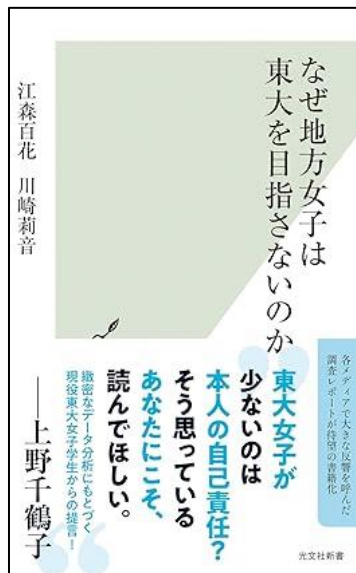 なぜ地方女子は
東大を目指さないのか
江森百花 川崎莉音
各メディアで大きな反響を呼んだ
調査レポートが待望の書籍化
東大女子が
少ないのは
本人の自己責任？
そう思っている
あなたにこそ、
読んでほしい。
緻密なデータ分析にもとづく
現役東大女子学生からの提言！
——上野千鶴子
光文社新書